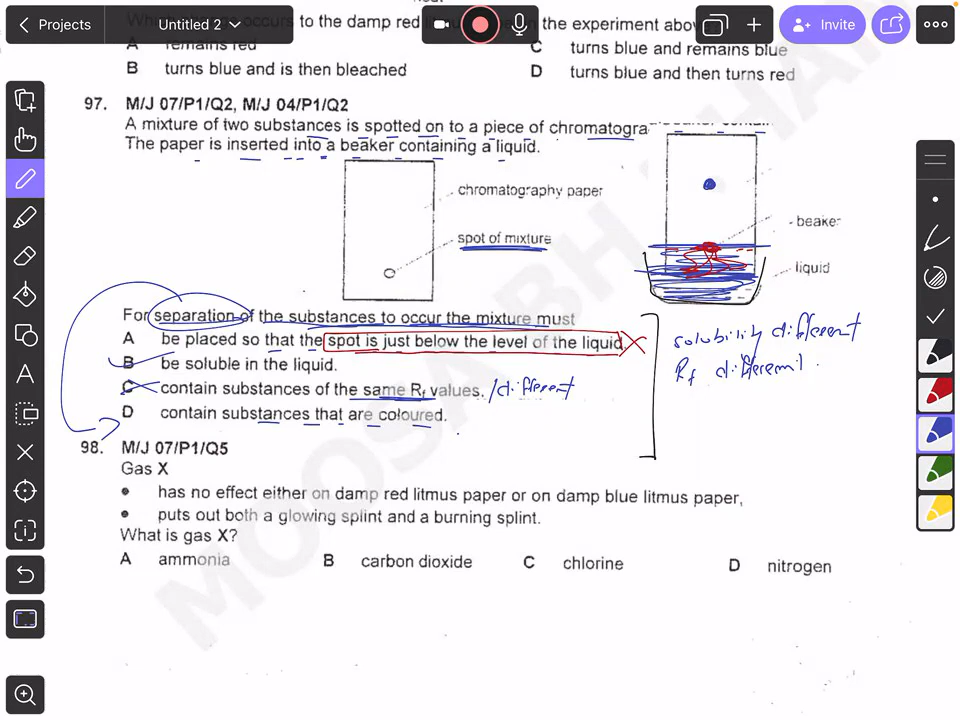 Projects
Untitled 2
Invite
occurs to the damp red litmus in the experiment above
A remains red
C turns blue and remains blue
B turns blue and is then bleached
D turns blue and then turns red
97. M/J 07/P1/Q2, M/J 04/P1/Q2
A mixture of two substances is spotted on to a piece of chromatogra
The paper is inserted into a beaker containing a liquid.
chromatography paper
spot of mixture
beaker
liquid
For separation of the substances to occur the mixture must
A be placed so that the spot is just below the level of the liquid.
B be soluble in the liquid.
C contain substances of the same Rf values. /different
D contain substances that are coloured.
solubility different
Rf different.
98. M/J 07/P1/Q5
Gas X
• has no effect either on damp red litmus paper or on damp blue litmus paper,
• puts out both a glowing splint and a burning splint.
What is gas X?
A ammonia
B carbon dioxide
C chlorine
D nitrogen
MOOSABHAI